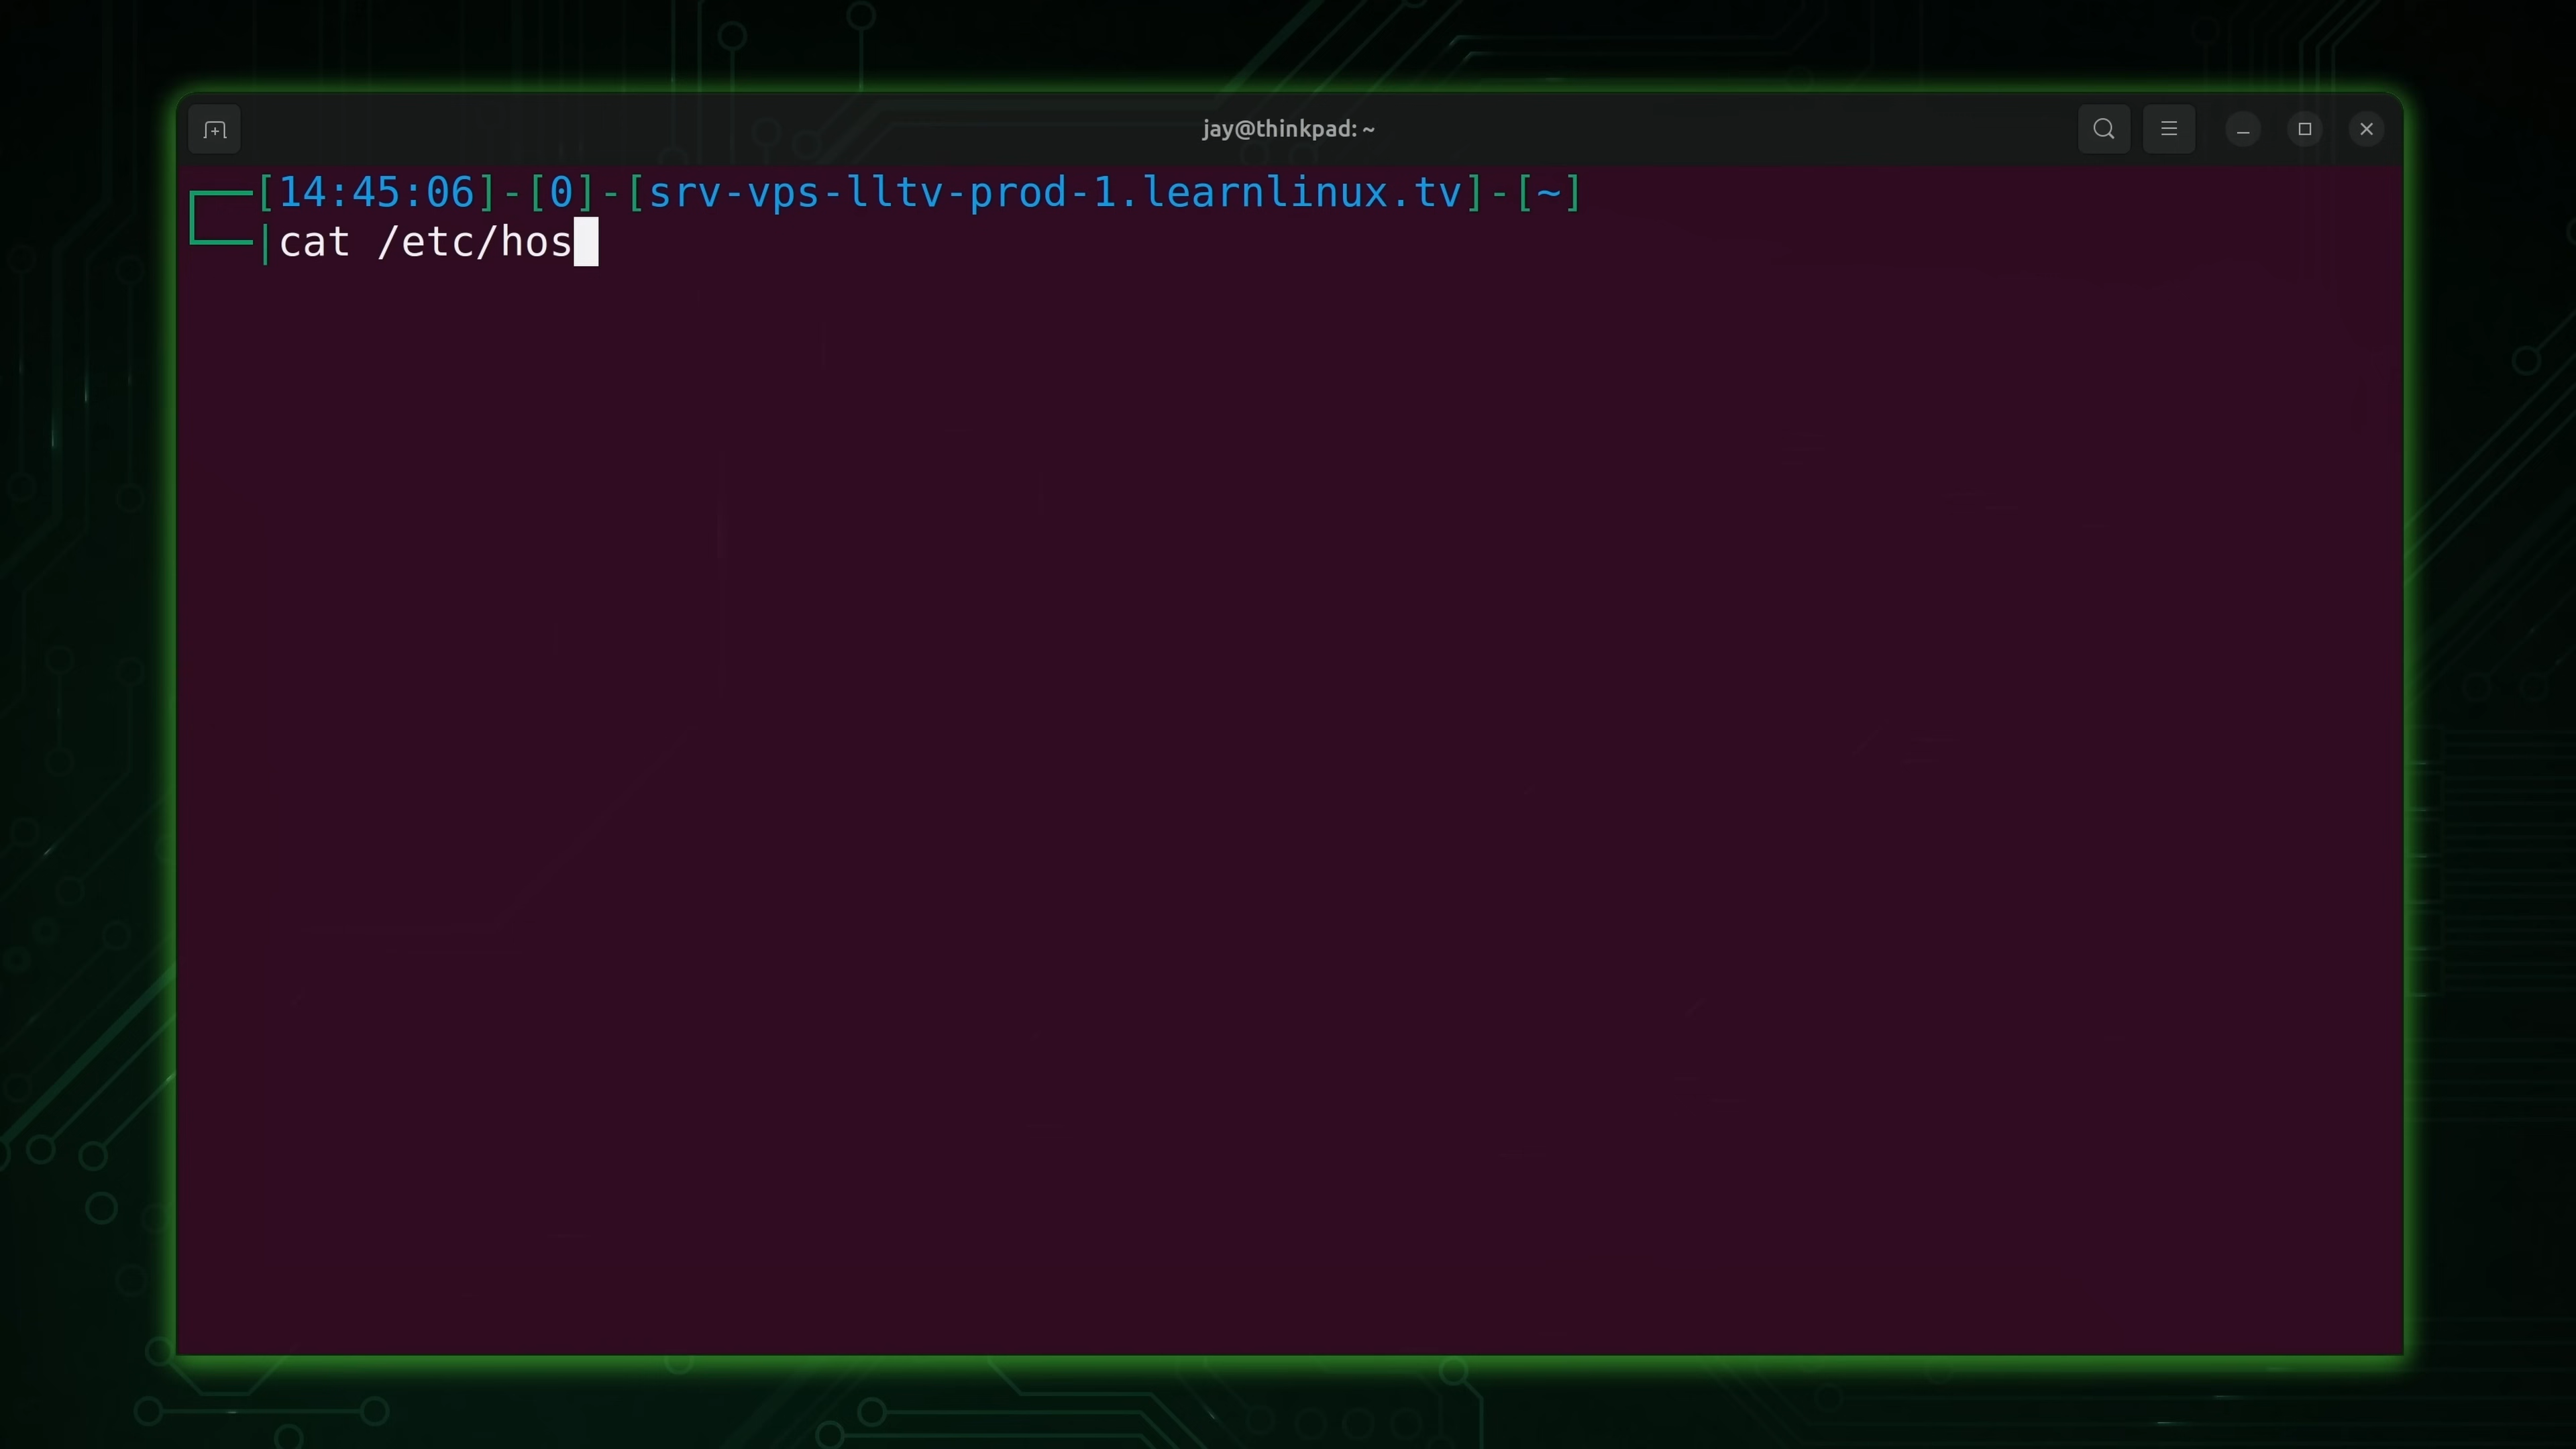 jay@thinkpad: ~
[14:45:06]-[0]-[srv-vps-lltv-prod-1.learnlinux.tv]-[~]
|cat /etc/hos